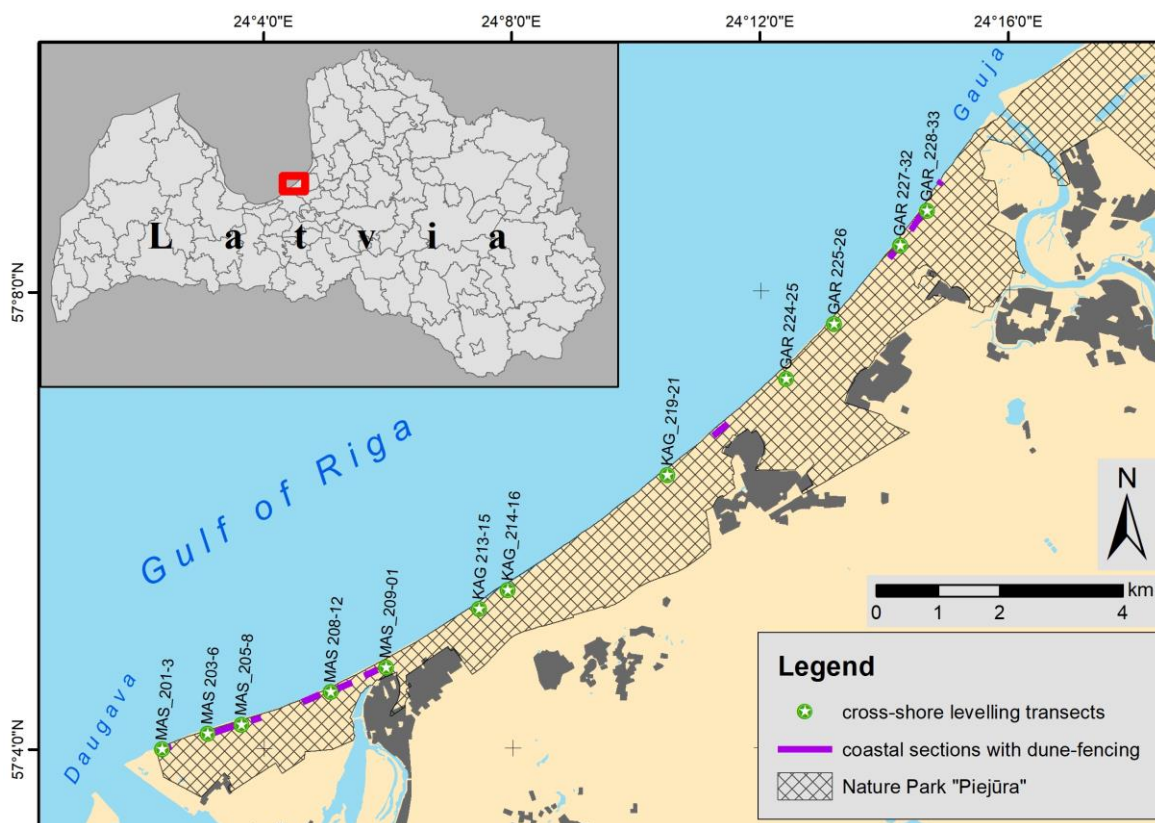 24°4'0"E
24°8'0"E
24°12'0"E
24°16'0"E
57°8'0"N
57°4'0"N
Latvia
Gauja
GAR_228-33
GAR 227-32
GAR 225-26
GAR 224-25
KAG_219-21
Gulf of Riga
KAG_214-16
KAG 213-15
MAS_209-01
MAS 208-12
MAS_205-8
MAS 203-6
MAS_201-3
Daugava
N
km
0 1 2 4
Legend
cross-shore levelling transects
coastal sections with dune-fencing
Nature Park "Piejūra"